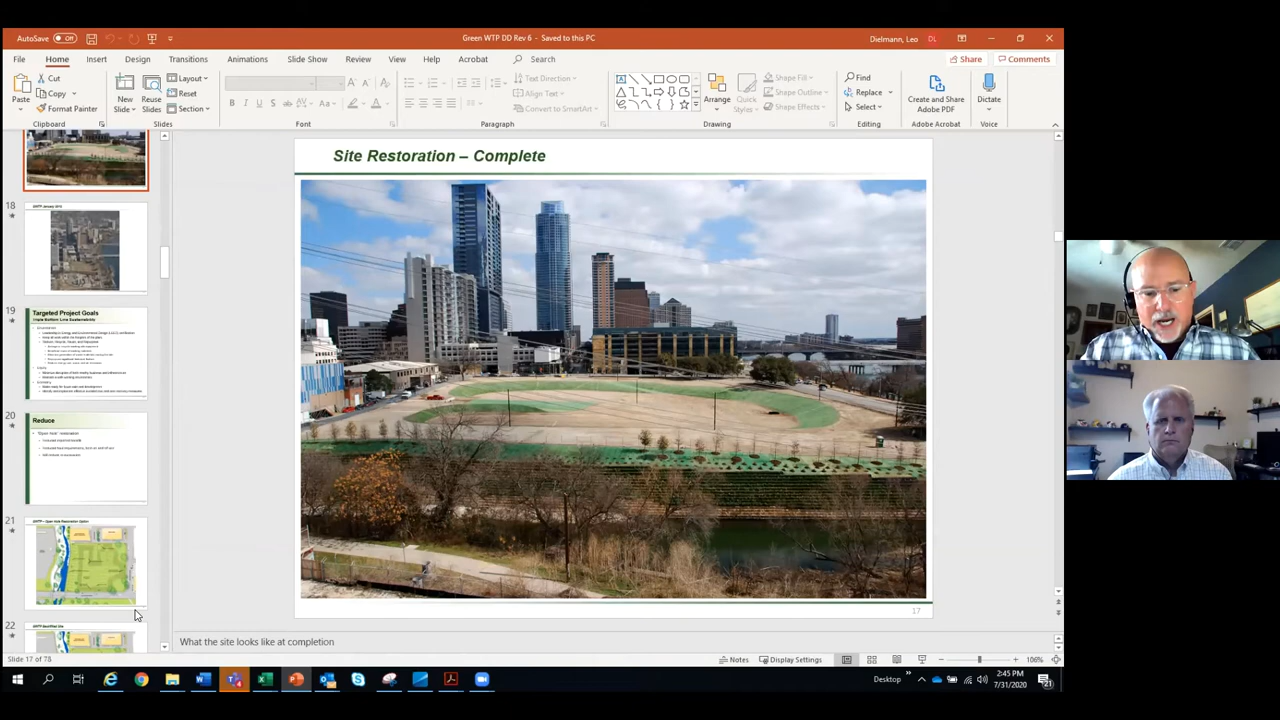 AutoSave Off
Green WTP DD Rev 6 - Saved to this PC
Dielmann, Leo DL
File Home Insert Design Transitions Animations Slide Show Review View Help Acrobat Search
Share Comments
Paste
Cut
Copy
Format Painter
Clipboard
New Slides
Reuse Slides
Layout
Reset
Section
Slides
Font
Text Direction
Align Text
Convert to SmartArt
Paragraph
Arrange
Quick Styles
Shape Fill
Shape Outline
Shape Effects
Drawing
Find
Replace
Select
Editing
Create and Share Adobe PDF
Adobe Acrobat
Dictate
Voice
18
19
Targeted Project Goals
20
Reduce
21
22
Site Restoration – Complete
17
What the site looks like at completion
Slide 17 of 78
Notes Display Settings 106%
Desktop
2:45 PM
7/31/2020
21